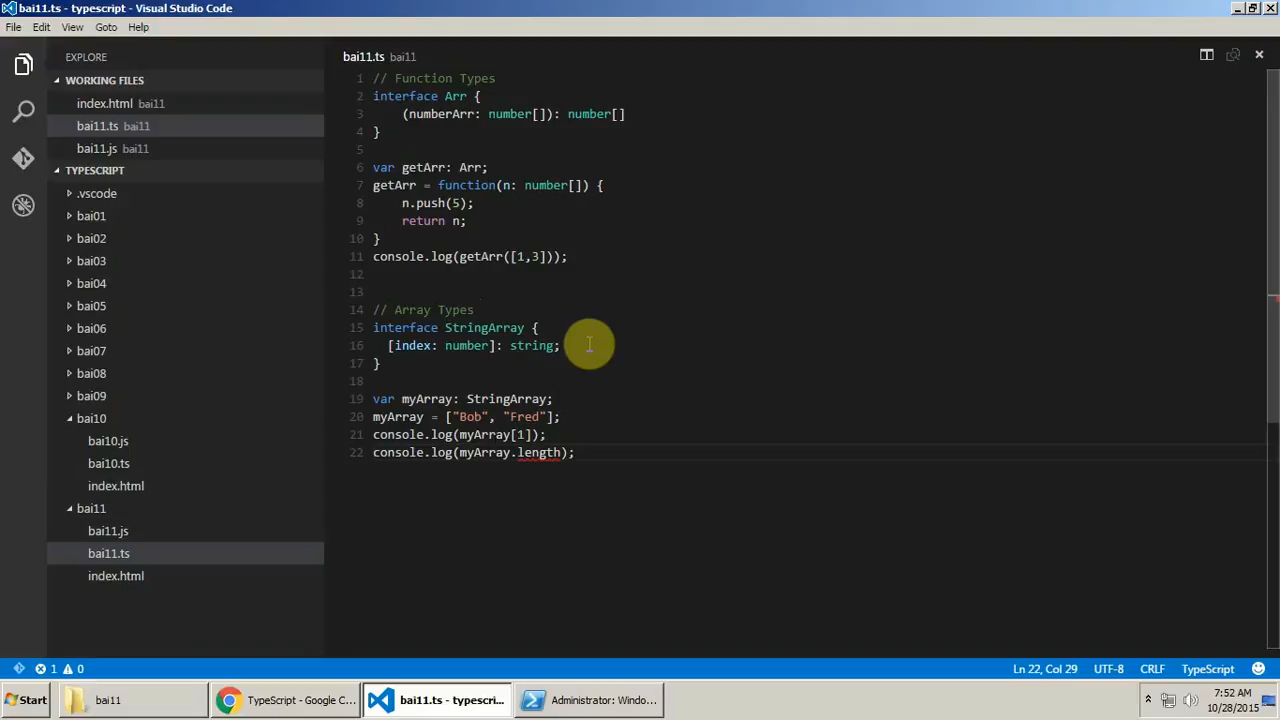 bai11.ts - typescript - Visual Studio Code
File Edit View Goto Help
EXPLORE
WORKING FILES
index.html bai11
bai11.ts bai11
bai11.js bai11
TYPESCRIPT
.vscode
bai01
bai02
bai03
bai04
bai05
bai06
bai07
bai08
bai09
bai10
bai10.js
bai10.ts
index.html
bai11
bai11.js
bai11.ts
index.html
bai11.ts bai11
1 // Function Types
2 interface Arr {
3 (numberArr: number[]): number[]
4 }
5
6 var getArr: Arr;
7 getArr = function(n: number[]) {
8 n.push(5);
9 return n;
10 }
11 console.log(getArr([1,3]));
12
13
14 // Array Types
15 interface StringArray {
16 [index: number]: string;
17 }
18
19 var myArray: StringArray;
20 myArray = ["Bob", "Fred"];
21 console.log(myArray[1]);
22 console.log(myArray.length);
1 0
Ln 22, Col 29 UTF-8 CRLF TypeScript
Start bai11 TypeScript - Google C... bai11.ts - typescri... Administrator: Windo...
7:52 AM
10/28/2015